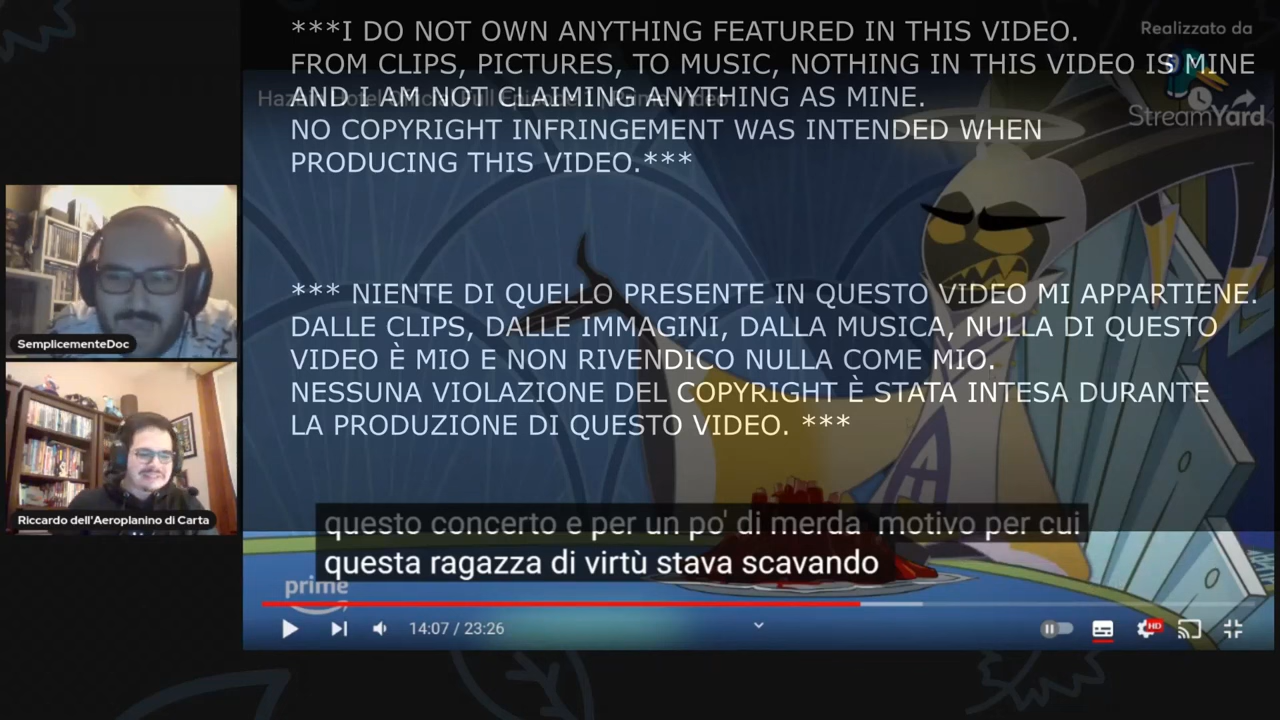 ***I DO NOT OWN ANYTHING FEATURED IN THIS VIDEO.
FROM CLIPS, PICTURES, TO MUSIC, NOTHING IN THIS VIDEO IS MINE
AND I AM NOT CLAIMING ANYTHING AS MINE.
NO COPYRIGHT INFRINGEMENT WAS INTENDED WHEN
PRODUCING THIS VIDEO.***
Realizzato da
StreamYard
*** NIENTE DI QUELLO PRESENTE IN QUESTO VIDEO MI APPARTIENE.
DALLE CLIPS, DALLE IMMAGINI, DALLA MUSICA, NULLA DI QUESTO
VIDEO È MIO E NON RIVENDICO NULLA COME MIO.
NESSUNA VIOLAZIONE DEL COPYRIGHT È STATA INTESA DURANTE
LA PRODUZIONE DI QUESTO VIDEO. ***
SemplicementeDoc
Riccardo dell'Aeroplanino di Carta
questo concerto e per un po' di merda motivo per cui
questa ragazza di virtù stava scavando
prime
14:07 / 23:26
HD